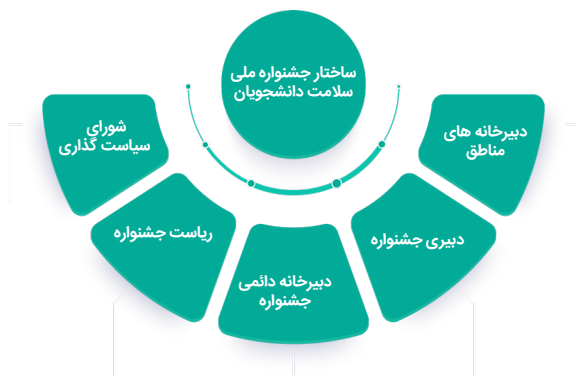 ساختار جشنواره ملی
سلامت دانشجویان
دبیرخانه های
مناطق
دبیری جشنواره
دبیرخانه دائمی
جشنواره
ریاست جشنواره
شورای
سیاست گذاری